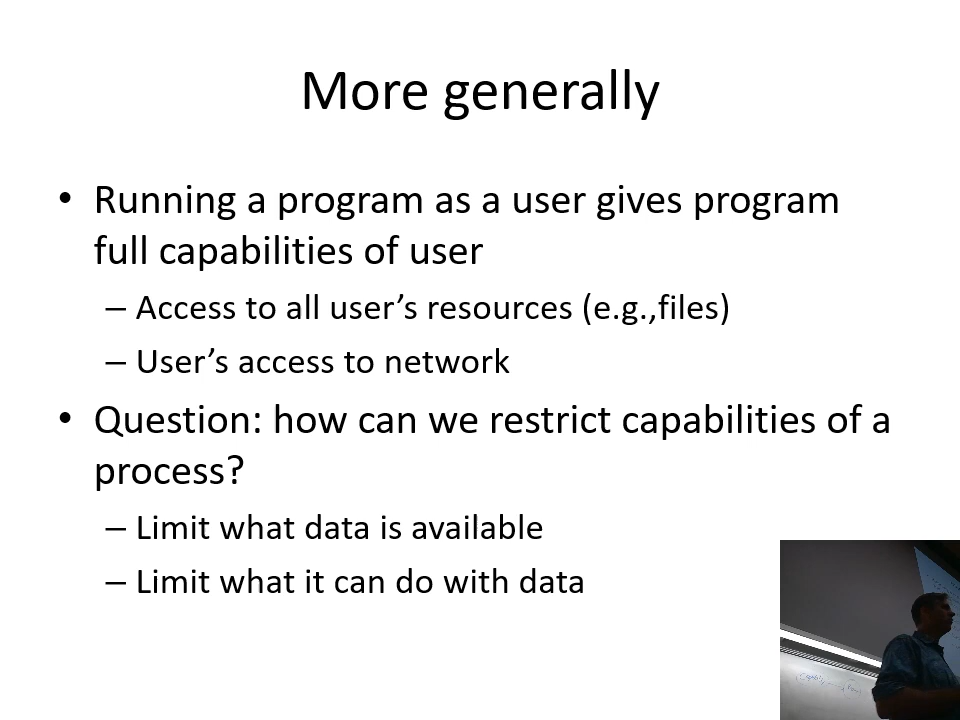 More generally
• Running a program as a user gives program
full capabilities of user
– Access to all user’s resources (e.g.,files)
– User’s access to network
• Question: how can we restrict capabilities of a
process?
– Limit what data is available
– Limit what it can do with data